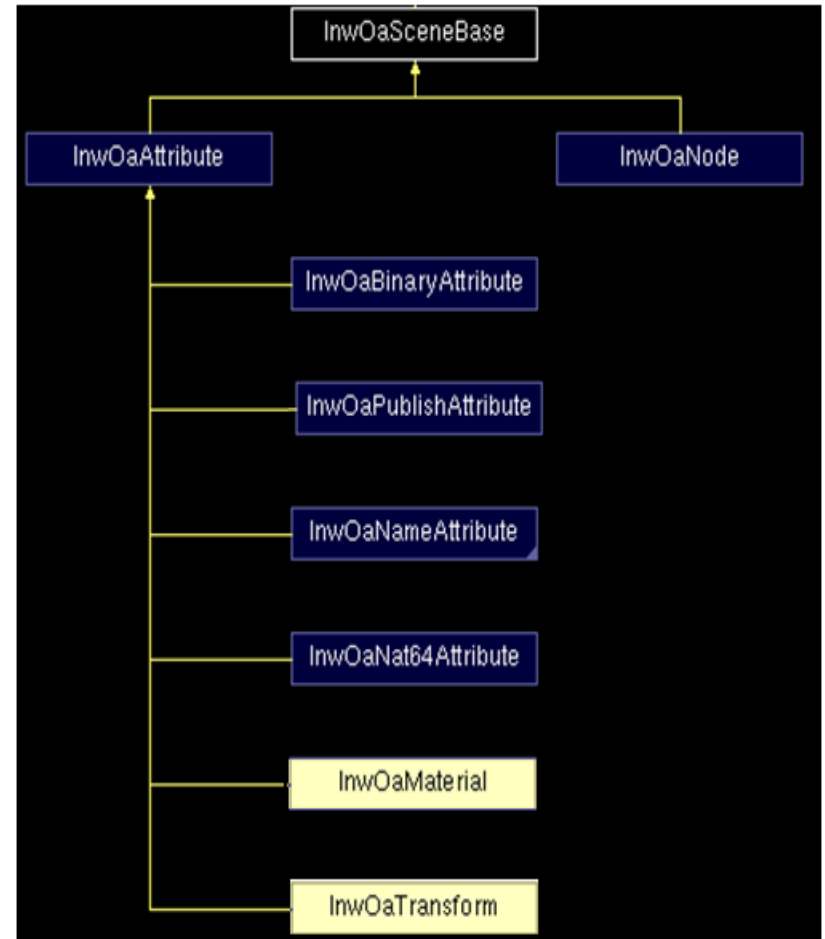 InwOaSceneBase
InwOaAttribute
InwOaNode
InwOaBinaryAttribute
InwOaPublishAttribute
InwOaNameAttribute
InwOaNat64Attribute
InwOaMaterial
InwOaTransform